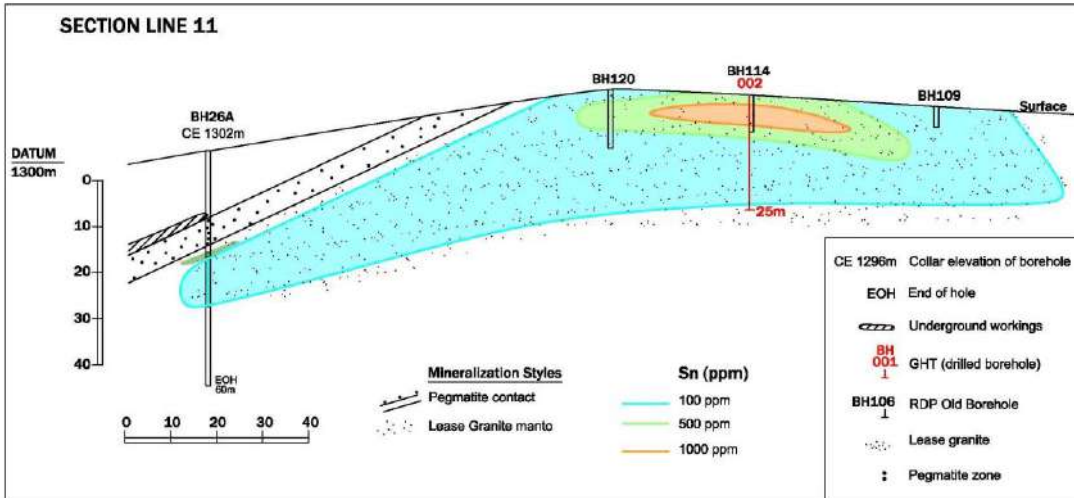 SECTION LINE 11
BH26A
CE 1302m
BH120
BH114
002
BH109
Surface
DATUM
1300m
0
10
20
30
40
25m
EOH
60m
0 10 20 30 40
Mineralization Styles
Pegmatite contact
Lease Granite manto
Sn (ppm)
100 ppm
500 ppm
1000 ppm
CE 1296m Collar elevation of borehole
EOH End of hole
Underground workings
BH
001 GHT (drilled borehole)
BH106 RDP Old Borehole
Lease granite
Pegmatite zone